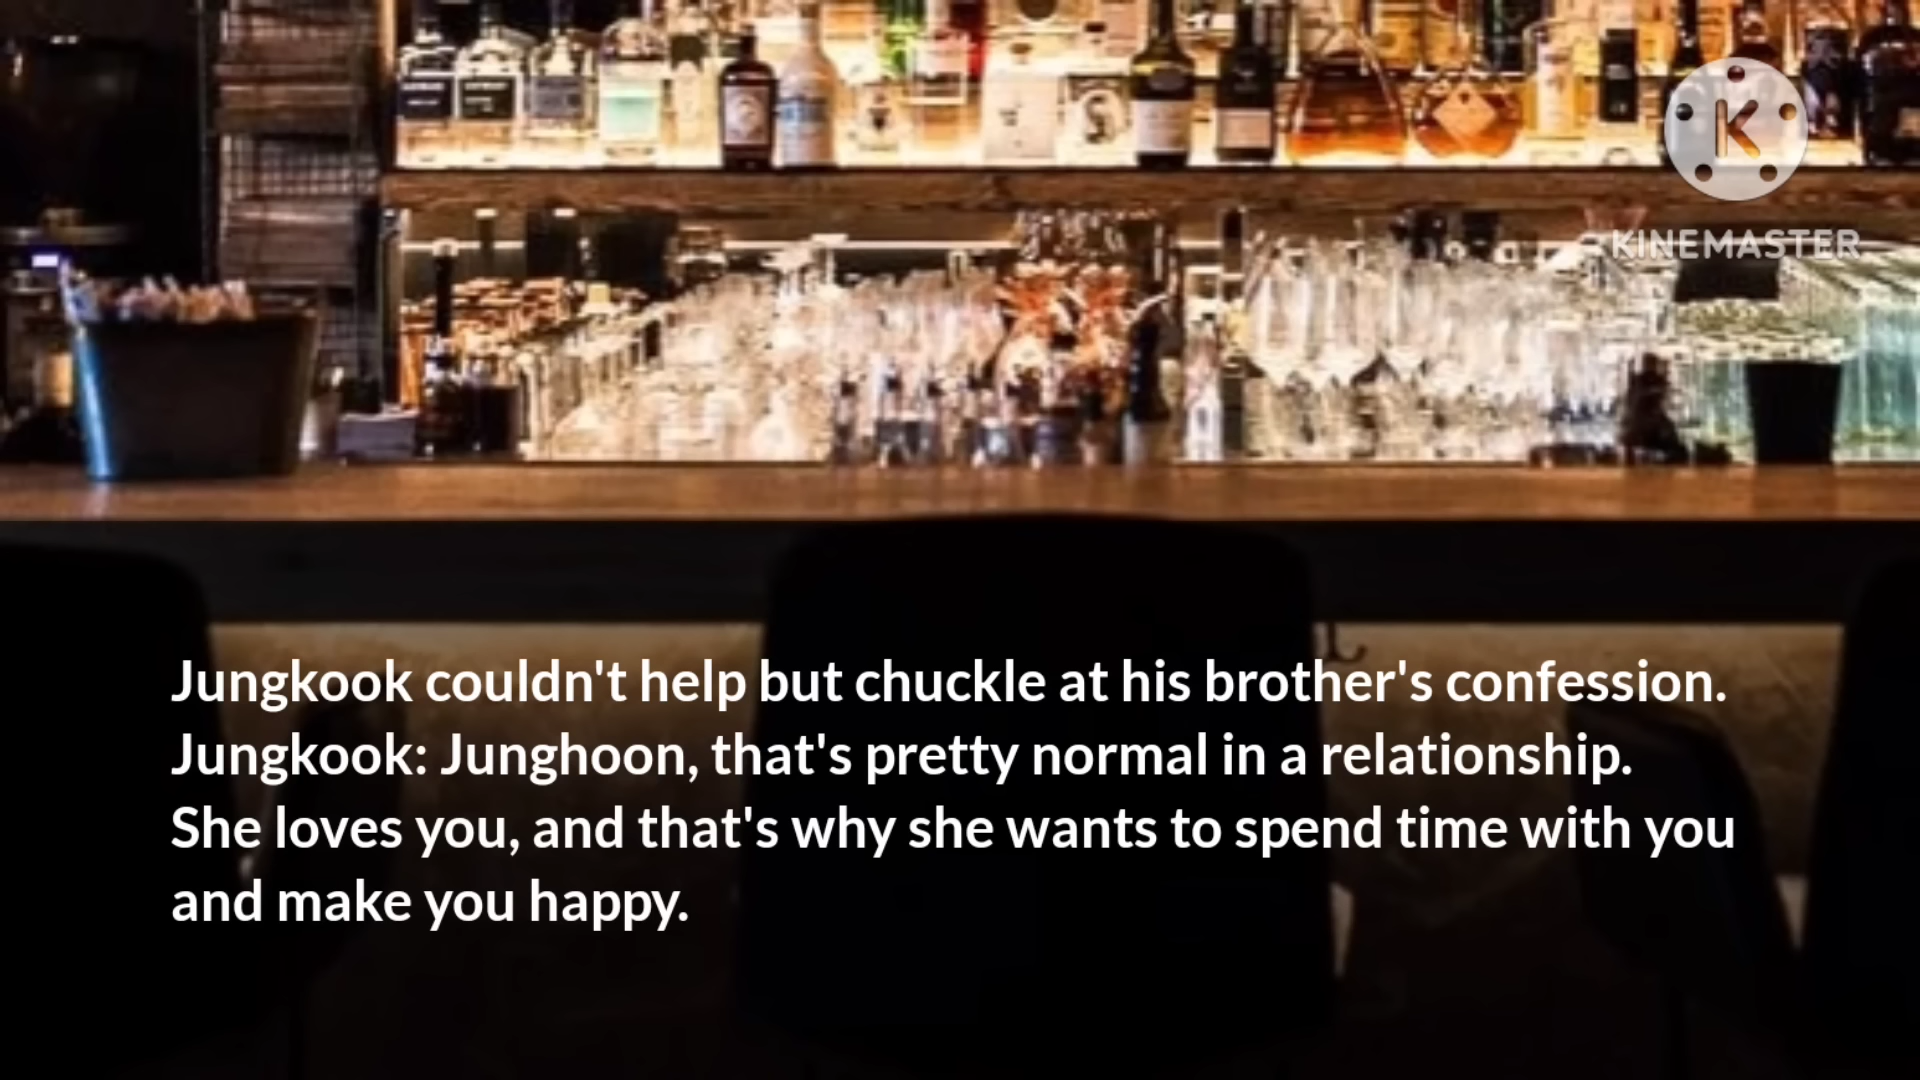 K
KINEMASTER
Jungkook couldn't help but chuckle at his brother's confession.
Jungkook: Junghoon, that's pretty normal in a relationship.
She loves you, and that's why she wants to spend time with you
and make you happy.